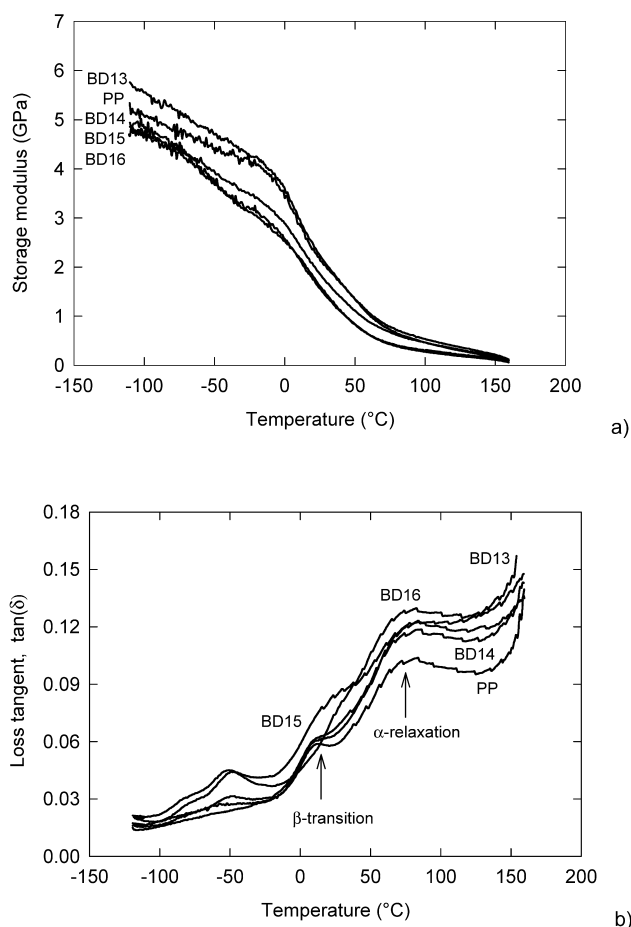 7
6
BD13
PP
5
BD14
BD15
4
BD16
3
2
1
0
Storage modulus (GPa)
-150 -100 -50 0 50 100 150 200
Temperature (°C)
a)
0.18
0.15
BD13
BD16
0.12
BD14
0.09
PP
BD15
α-relaxation
0.06
β-transition
0.03
0.00
Loss tangent, tan(δ)
-150 -100 -50 0 50 100 150 200
Temperature (°C)
b)